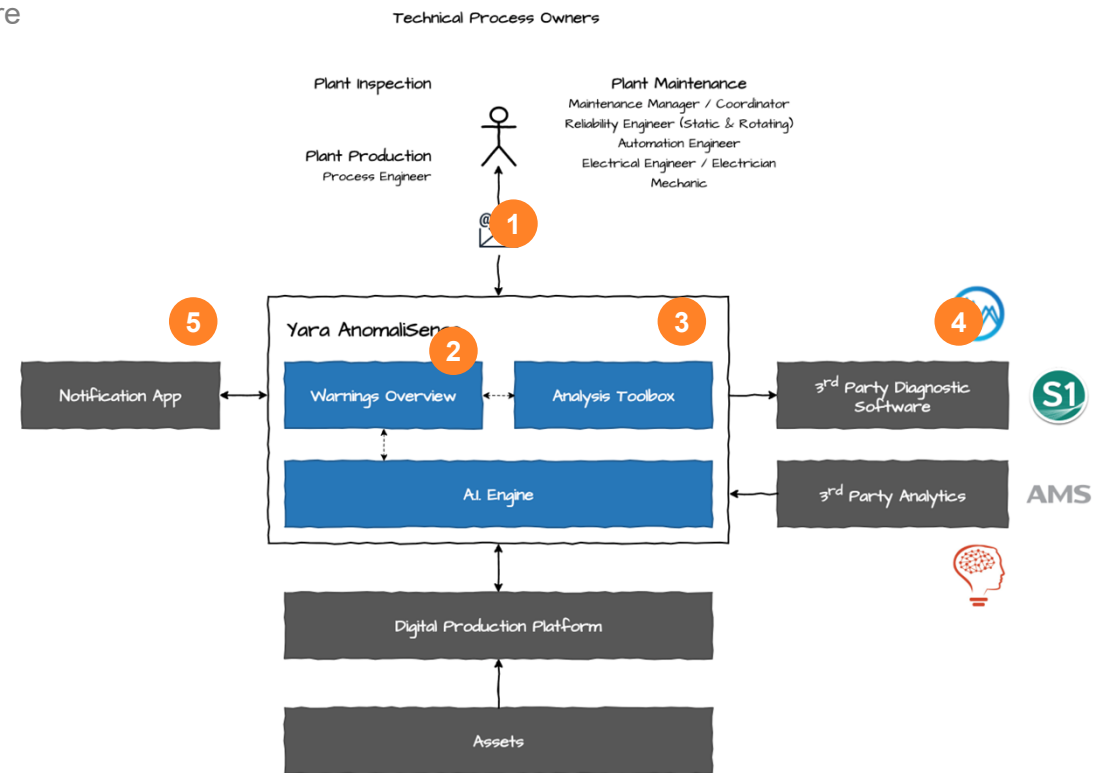 re
Technical Process Owners
Plant Inspection
Plant Production
Process Engineer
Plant Maintenance
Maintenance Manager / Coordinator
Reliability Engineer (Static & Rotating)
Automation Engineer
Electrical Engineer / Electrician
Mechanic
@
1
5
3
4
Yara AnomaliSen
2
Notification App
Warnings Overview
Analysis Toolbox
3rd Party Diagnostic
Software
S1
A.I. Engine
3rd Party Analytics
AMS
Digital Production Platform
Assets